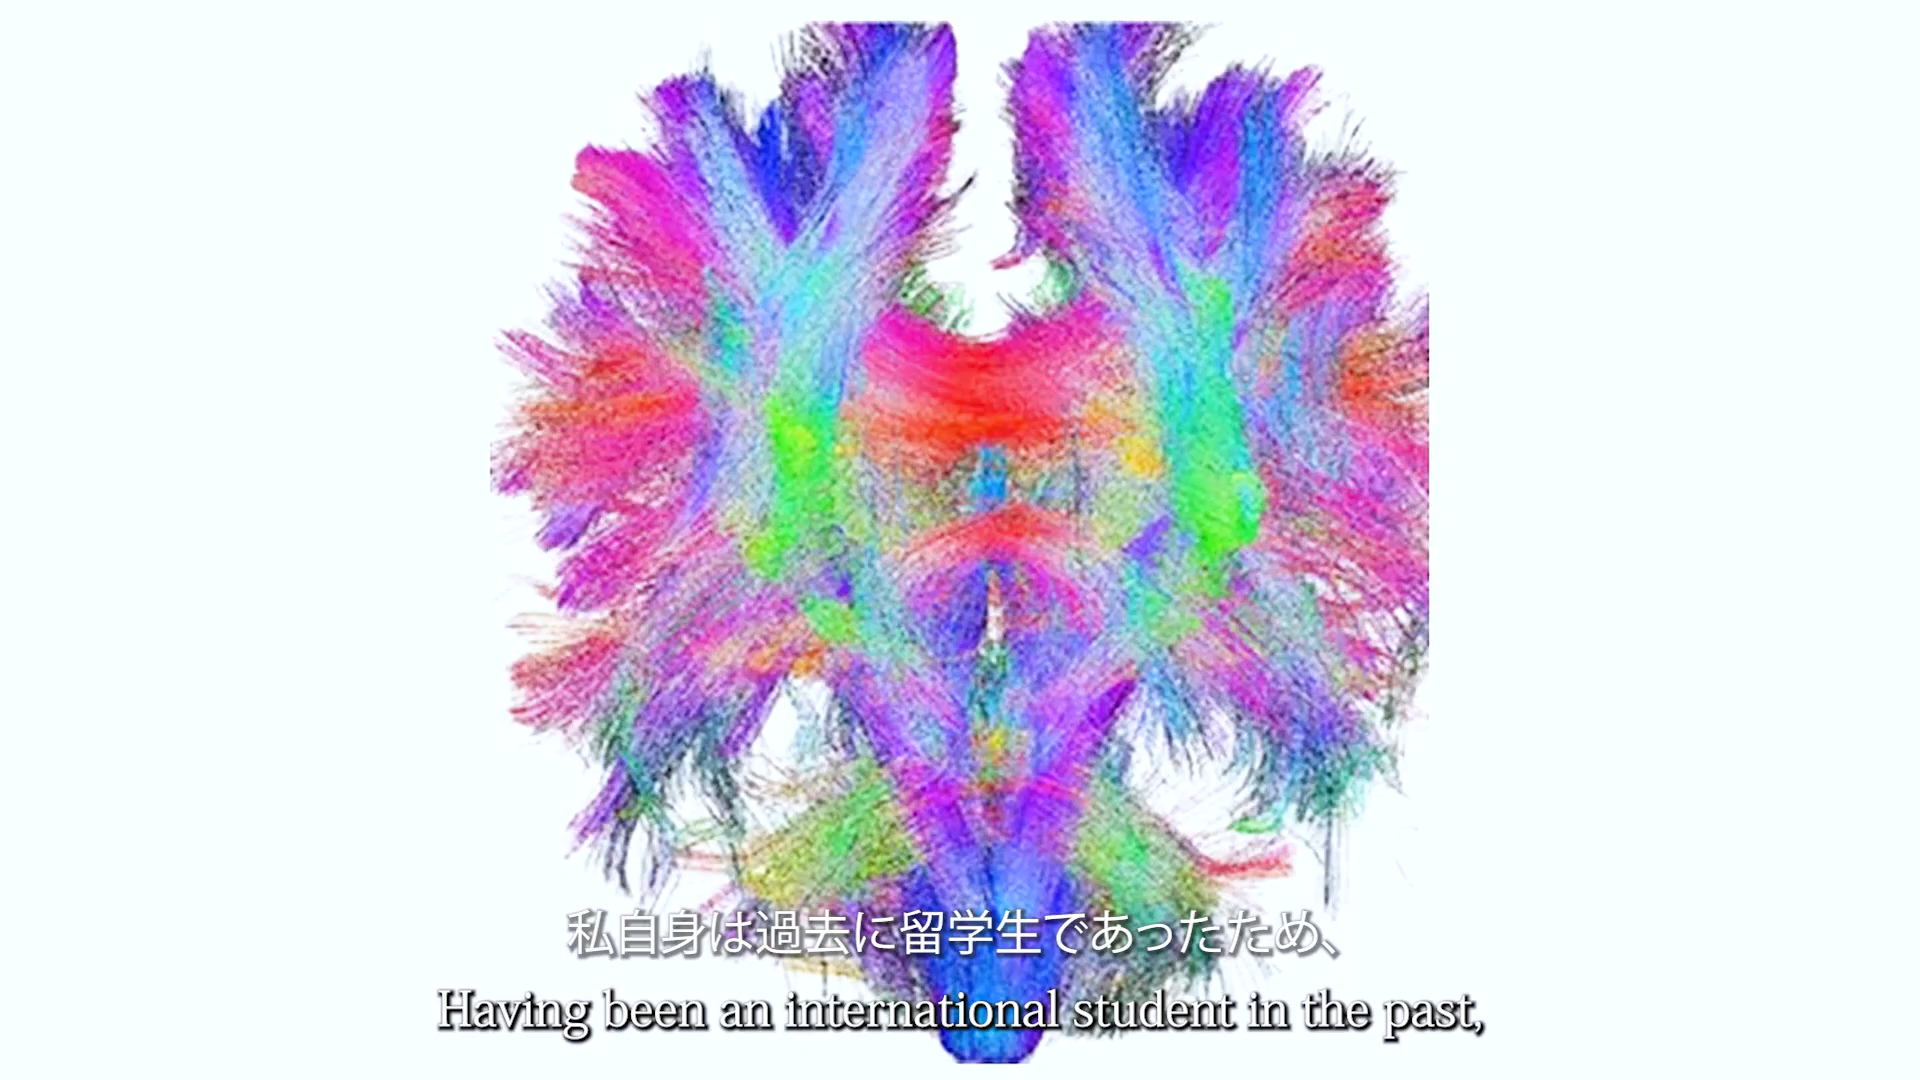 私自身は過去に留学生であったため、
Having been an international student in the past,